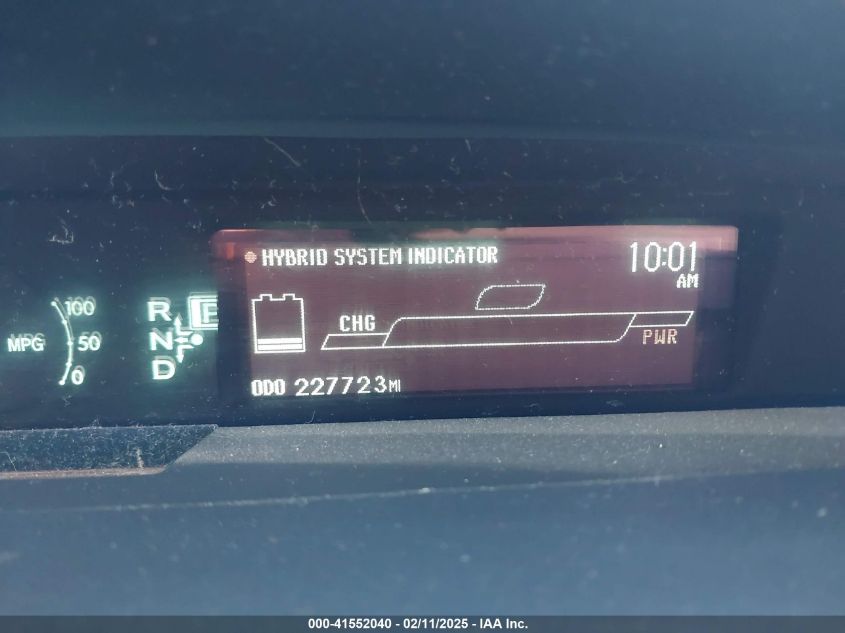 HYBRID SYSTEM INDICATOR
10:01
AM
100
50
0
MPG
R
P
N
D
CHG
PWR
ODO 227723MI
000-41552040 - 02/11/2025 - IAA Inc.